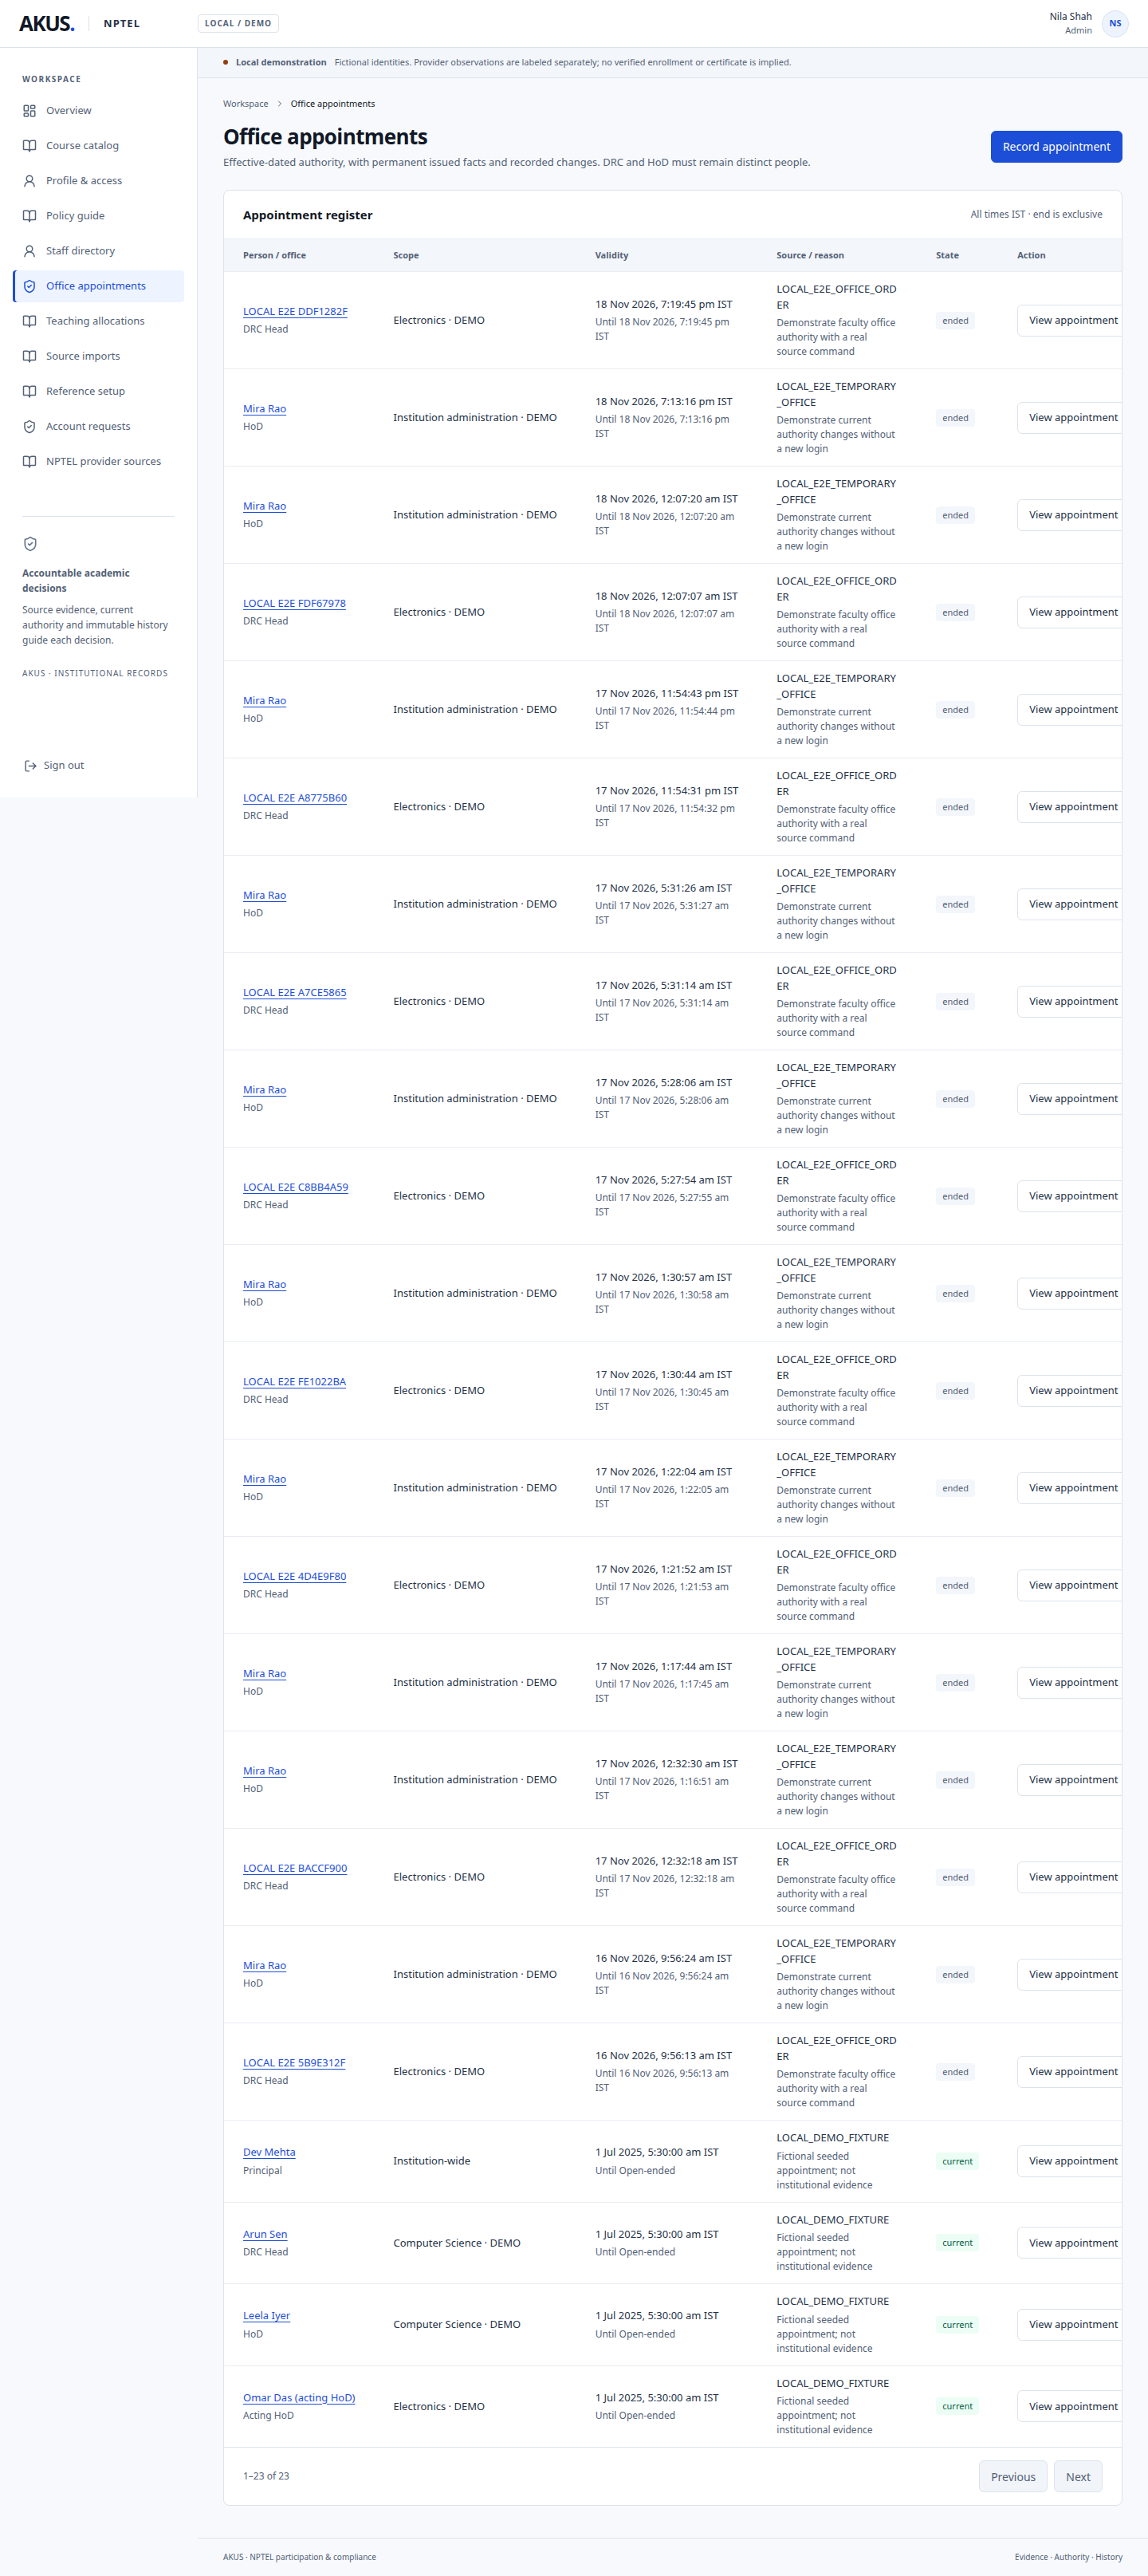 AKUS.
NPTEL
LOCAL / DEMO
Nila Shah
Admin
NS
WORKSPACE
Overview
Course catalog
Profile & access
Policy guide
Staff directory
Office appointments
Teaching allocations
Source imports
Reference setup
Account requests
NPTEL provider sources
Accountable academic
decisions
Source evidence, current
authority and immutable history
guide each decision.
AKUS · INSTITUTIONAL RECORDS
Sign out
Local demonstration Fictional identities. Provider observations are labeled separately; no verified enrollment or certificate is implied.
Workspace > Office appointments
Office appointments
Effective-dated authority, with permanent issued facts and recorded changes. DRC and HoD must remain distinct people.
Record appointment
Appointment register
All times IST · end is exclusive
Person / office Scope Validity Source / reason State Action
LOCAL E2E DDF1282F
DRC Head
Electronics · DEMO
18 Nov 2026, 7:19:45 pm IST
Until 18 Nov 2026, 7:19:45 pm
IST
LOCAL_E2E_OFFICE_ORD
ER
Demonstrate faculty office
authority with a real
source command
ended
View appointment
Mira Rao
HoD
Institution administration · DEMO
18 Nov 2026, 7:13:16 pm IST
Until 18 Nov 2026, 7:13:16 pm
IST
LOCAL_E2E_TEMPORARY
_OFFICE
Demonstrate current
authority changes without
a new login
ended
View appointment
Mira Rao
HoD
Institution administration · DEMO
18 Nov 2026, 12:07:20 am IST
Until 18 Nov 2026, 12:07:20 am
IST
LOCAL_E2E_TEMPORARY
_OFFICE
Demonstrate current
authority changes without
a new login
ended
View appointment
LOCAL E2E FDF67978
DRC Head
Electronics · DEMO
18 Nov 2026, 12:07:07 am IST
Until 18 Nov 2026, 12:07:07 am
IST
LOCAL_E2E_OFFICE_ORD
ER
Demonstrate faculty office
authority with a real
source command
ended
View appointment
Mira Rao
HoD
Institution administration · DEMO
17 Nov 2026, 11:54:43 pm IST
Until 17 Nov 2026, 11:54:44 pm
IST
LOCAL_E2E_TEMPORARY
_OFFICE
Demonstrate current
authority changes without
a new login
ended
View appointment
LOCAL E2E A8775B60
DRC Head
Electronics · DEMO
17 Nov 2026, 11:54:31 pm IST
Until 17 Nov 2026, 11:54:32 pm
IST
LOCAL_E2E_OFFICE_ORD
ER
Demonstrate faculty office
authority with a real
source command
ended
View appointment
Mira Rao
HoD
Institution administration · DEMO
17 Nov 2026, 5:31:26 am IST
Until 17 Nov 2026, 5:31:27 am
IST
LOCAL_E2E_TEMPORARY
_OFFICE
Demonstrate current
authority changes without
a new login
ended
View appointment
LOCAL E2E A7CE5865
DRC Head
Electronics · DEMO
17 Nov 2026, 5:31:14 am IST
Until 17 Nov 2026, 5:31:14 am
IST
LOCAL_E2E_OFFICE_ORD
ER
Demonstrate faculty office
authority with a real
source command
ended
View appointment
Mira Rao
HoD
Institution administration · DEMO
17 Nov 2026, 5:28:06 am IST
Until 17 Nov 2026, 5:28:06 am
IST
LOCAL_E2E_TEMPORARY
_OFFICE
Demonstrate current
authority changes without
a new login
ended
View appointment
LOCAL E2E C8BB4A59
DRC Head
Electronics · DEMO
17 Nov 2026, 5:27:54 am IST
Until 17 Nov 2026, 5:27:55 am
IST
LOCAL_E2E_OFFICE_ORD
ER
Demonstrate faculty office
authority with a real
source command
ended
View appointment
Mira Rao
HoD
Institution administration · DEMO
17 Nov 2026, 1:30:57 am IST
Until 17 Nov 2026, 1:30:58 am
IST
LOCAL_E2E_TEMPORARY
_OFFICE
Demonstrate current
authority changes without
a new login
ended
View appointment
LOCAL E2E FE1022BA
DRC Head
Electronics · DEMO
17 Nov 2026, 1:30:44 am IST
Until 17 Nov 2026, 1:30:45 am
IST
LOCAL_E2E_OFFICE_ORD
ER
Demonstrate faculty office
authority with a real
source command
ended
View appointment
Mira Rao
HoD
Institution administration · DEMO
17 Nov 2026, 1:22:04 am IST
Until 17 Nov 2026, 1:22:05 am
IST
LOCAL_E2E_TEMPORARY
_OFFICE
Demonstrate current
authority changes without
a new login
ended
View appointment
LOCAL E2E 4D4E9F80
DRC Head
Electronics · DEMO
17 Nov 2026, 1:21:52 am IST
Until 17 Nov 2026, 1:21:53 am
IST
LOCAL_E2E_OFFICE_ORD
ER
Demonstrate faculty office
authority with a real
source command
ended
View appointment
Mira Rao
HoD
Institution administration · DEMO
17 Nov 2026, 1:17:44 am IST
Until 17 Nov 2026, 1:17:45 am
IST
LOCAL_E2E_TEMPORARY
_OFFICE
Demonstrate current
authority changes without
a new login
ended
View appointment
Mira Rao
HoD
Institution administration · DEMO
17 Nov 2026, 12:32:30 am IST
Until 17 Nov 2026, 1:16:51 am
IST
LOCAL_E2E_TEMPORARY
_OFFICE
Demonstrate current
authority changes without
a new login
ended
View appointment
LOCAL E2E BACCF900
DRC Head
Electronics · DEMO
17 Nov 2026, 12:32:18 am IST
Until 17 Nov 2026, 12:32:18 am
IST
LOCAL_E2E_OFFICE_ORD
ER
Demonstrate faculty office
authority with a real
source command
ended
View appointment
Mira Rao
HoD
Institution administration · DEMO
16 Nov 2026, 9:56:24 am IST
Until 16 Nov 2026, 9:56:24 am
IST
LOCAL_E2E_TEMPORARY
_OFFICE
Demonstrate current
authority changes without
a new login
ended
View appointment
LOCAL E2E 5B9E312F
DRC Head
Electronics · DEMO
16 Nov 2026, 9:56:13 am IST
Until 16 Nov 2026, 9:56:13 am
IST
LOCAL_E2E_OFFICE_ORD
ER
Demonstrate faculty office
authority with a real
source command
ended
View appointment
Dev Mehta
Principal
Institution-wide
1 Jul 2025, 5:30:00 am IST
Until Open-ended
LOCAL_DEMO_FIXTURE
Fictional seeded
appointment; not
institutional evidence
current
View appointment
Arun Sen
DRC Head
Computer Science · DEMO
1 Jul 2025, 5:30:00 am IST
Until Open-ended
LOCAL_DEMO_FIXTURE
Fictional seeded
appointment; not
institutional evidence
current
View appointment
Leela Iyer
HoD
Computer Science · DEMO
1 Jul 2025, 5:30:00 am IST
Until Open-ended
LOCAL_DEMO_FIXTURE
Fictional seeded
appointment; not
institutional evidence
current
View appointment
Omar Das (acting HoD)
Acting HoD
Electronics · DEMO
1 Jul 2025, 5:30:00 am IST
Until Open-ended
LOCAL_DEMO_FIXTURE
Fictional seeded
appointment; not
institutional evidence
current
View appointment
1–23 of 23
Previous
Next
AKUS · NPTEL participation & compliance
Evidence · Authority · History